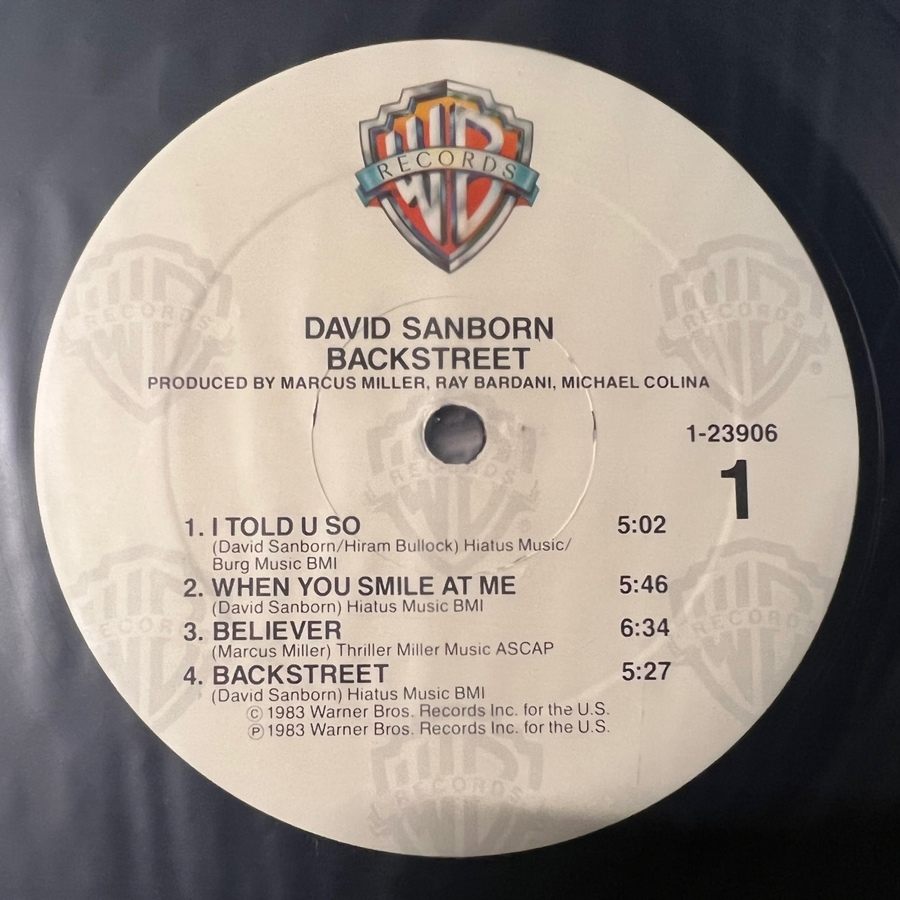 RECORDS
DAVID SANBORN
BACKSTREET
PRODUCED BY MARCUS MILLER, RAY BARDANI, MICHAEL COLINA
1-23906
1
1. I TOLD U SO 5:02
(David Sanborn/Hiram Bullock) Hiatus Music/
Burg Music BMI
2. WHEN YOU SMILE AT ME 5:46
(David Sanborn) Hiatus Music BMI
3. BELIEVER 6:34
(Marcus Miller) Thriller Miller Music ASCAP
4. BACKSTREET 5:27
(David Sanborn) Hiatus Music BMI
© 1983 Warner Bros. Records Inc. for the U.S.
℗ 1983 Warner Bros. Records Inc. for the U.S.